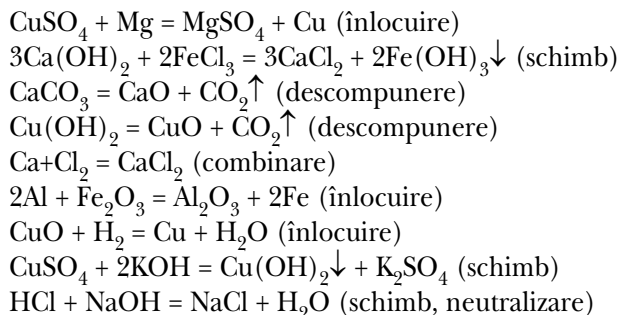 CuSO₄ + Mg = MgSO₄ + Cu (înlocuire)
3Ca(OH)₂ + 2FeCl₃ = 3CaCl₂ + 2Fe(OH)₃↓ (schimb)
CaCO₃ = CaO + CO₂↑ (descompunere)
Cu(OH)₂ = CuO + CO₂↑ (descompunere)
Ca+Cl₂ = CaCl₂ (combinare)
2Al + Fe₂O₃ = Al₂O₃ + 2Fe (înlocuire)
CuO + H₂ = Cu + H₂O (înlocuire)
CuSO₄ + 2KOH = Cu(OH)₂↓ + K₂SO₄ (schimb)
HCl + NaOH = NaCl + H₂O (schimb, neutralizare)